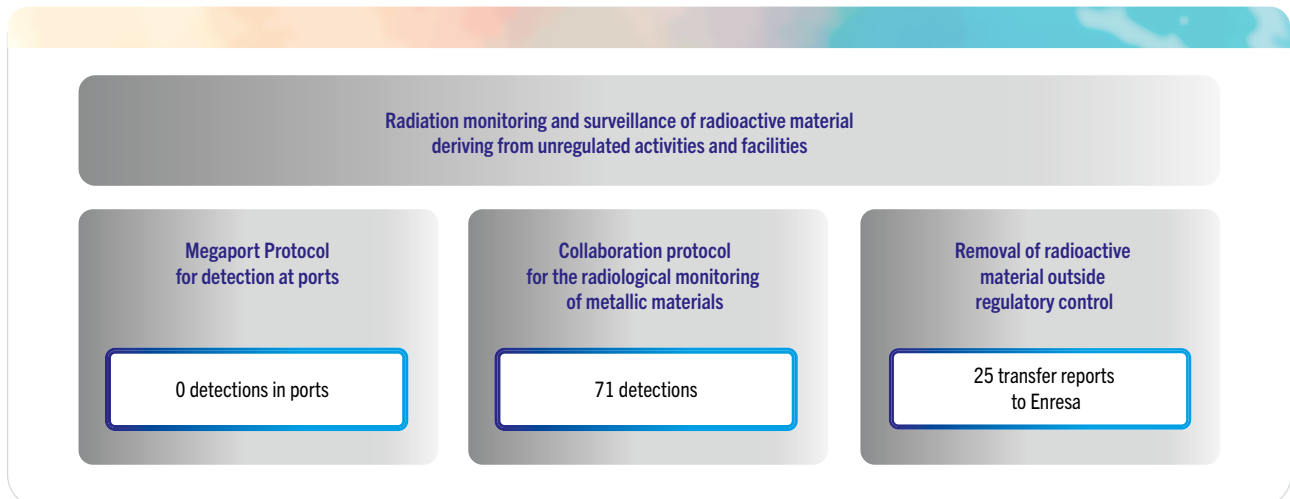 Radiation monitoring and surveillance of radioactive material
deriving from unregulated activities and facilities
Megaport Protocol
for detection at ports
0 detections in ports
Collaboration protocol
for the radiological monitoring
of metallic materials
71 detections
Removal of radioactive
material outside
regulatory control
25 transfer reports
to Enresa